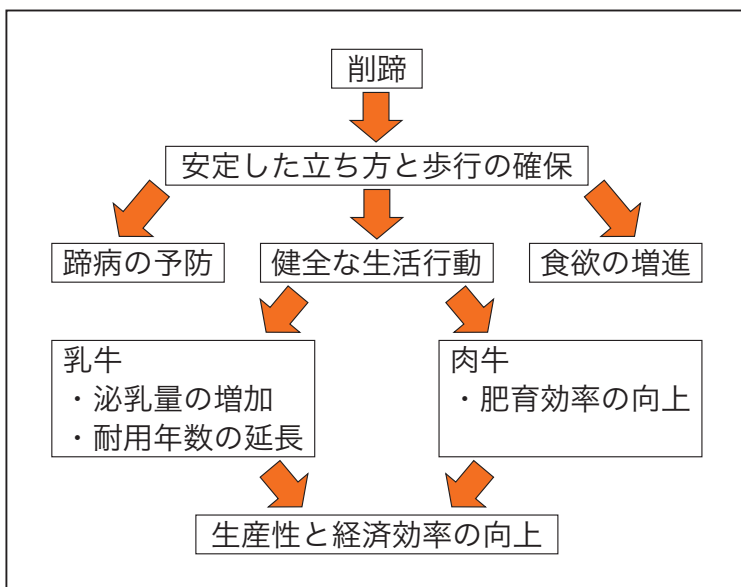 削蹄
安定した立ち方と歩行の確保
蹄病の予防
健全な生活行動
食欲の増進
乳牛
・泌乳量の増加
・耐用年数の延長
肉牛
・肥育効率の向上
生産性と経済効率の向上